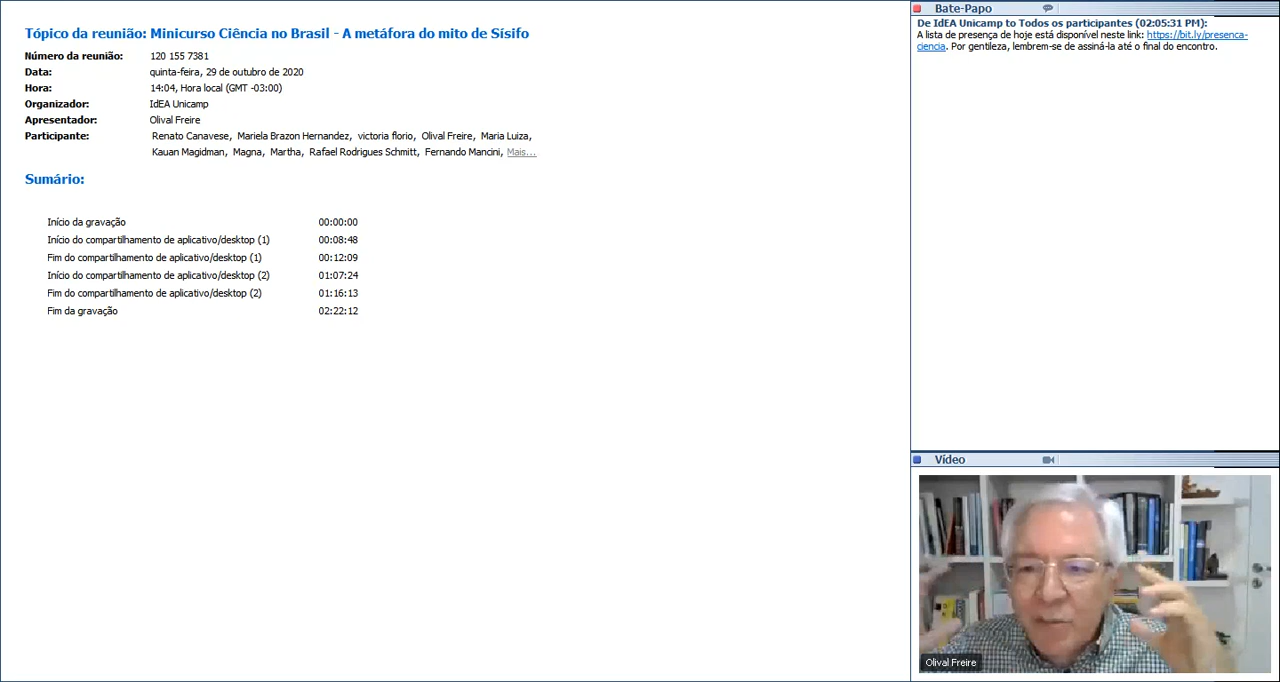 Tópico da reunião: Minicurso Ciência no Brasil - A metáfora do mito de Sísifo
Número da reunião: 120 155 7381
Data: quinta-feira, 29 de outubro de 2020
Hora: 14:04, Hora local (GMT -03:00)
Organizador: IdEA Unicamp
Apresentador: Olival Freire
Participante: Renato Canavese, Mariela Brazon Hernandez, victoria florio, Olival Freire, Maria Luiza,
Kauan Magidman, Magna, Martha, Rafael Rodrigues Schmitt, Fernando Mancini, Mais...
Sumário:
Início da gravação 00:00:00
Início do compartilhamento de aplicativo/desktop (1) 00:08:48
Fim do compartilhamento de aplicativo/desktop (1) 00:12:09
Início do compartilhamento de aplicativo/desktop (2) 01:07:24
Fim do compartilhamento de aplicativo/desktop (2) 01:16:13
Fim da gravação 02:22:12
Bate-Papo
De IdEA Unicamp to Todos os participantes (02:05:31 PM):
A lista de presença de hoje está disponível neste link: https://bit.ly/presenca-
ciencia. Por gentileza, lembrem-se de assiná-la até o final do encontro.
Vídeo
Olival Freire